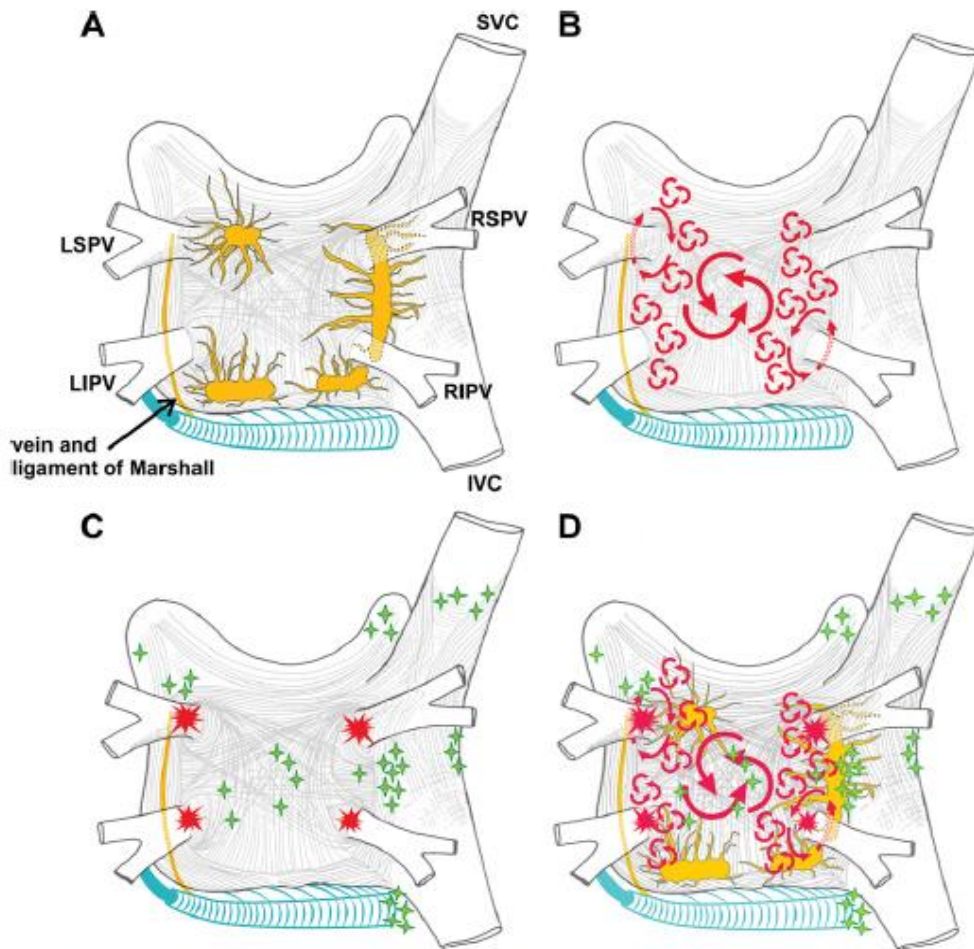 A
SVC
B
LSPV
RSPV
LIPV
RIPV
vein and
ligament of Marshall
IVC
C
D